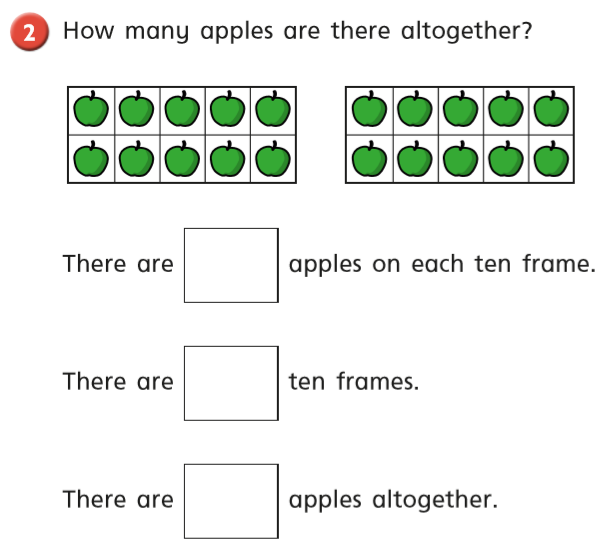 2 How many apples are there altogether?
There are apples on each ten frame.
There are ten frames.
There are apples altogether.